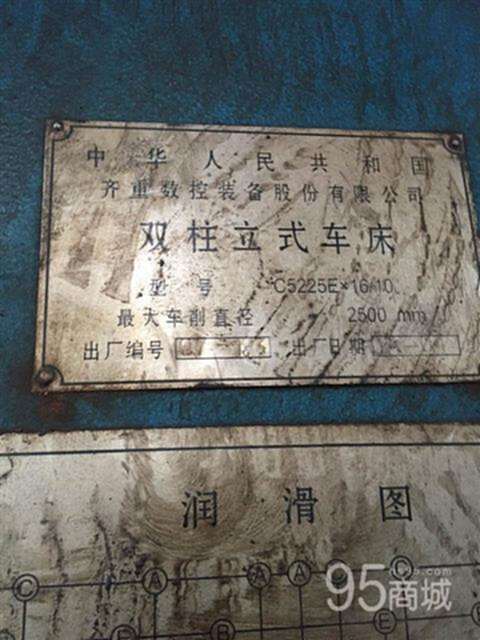 中华人民共和国
齐重数控装备股份有限公司
双柱立式车床
型号 C5225E×16/10
最大车削直径 2500 mm
出厂编号 出厂日期
润滑图
C A A A C
B E
95商城